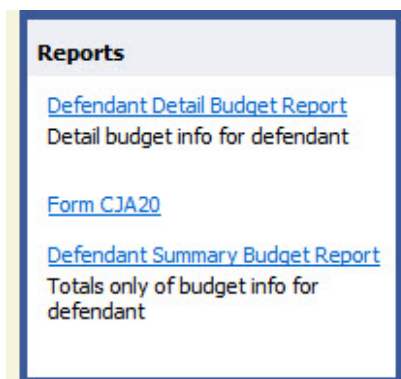 Reports
Defendant Detail Budget Report
Detail budget info for defendant
Form CJA20
Defendant Summary Budget Report
Totals only of budget info for
defendant